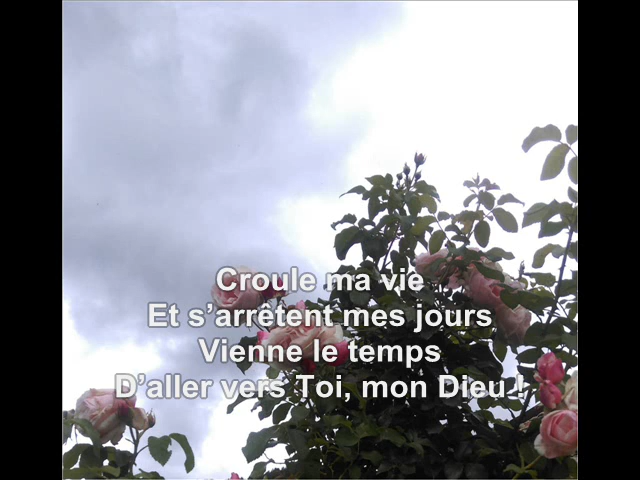 Croule ma vie
Et s’arrêtent mes jours
Vienne le temps
D’aller vers Toi, mon Dieu !